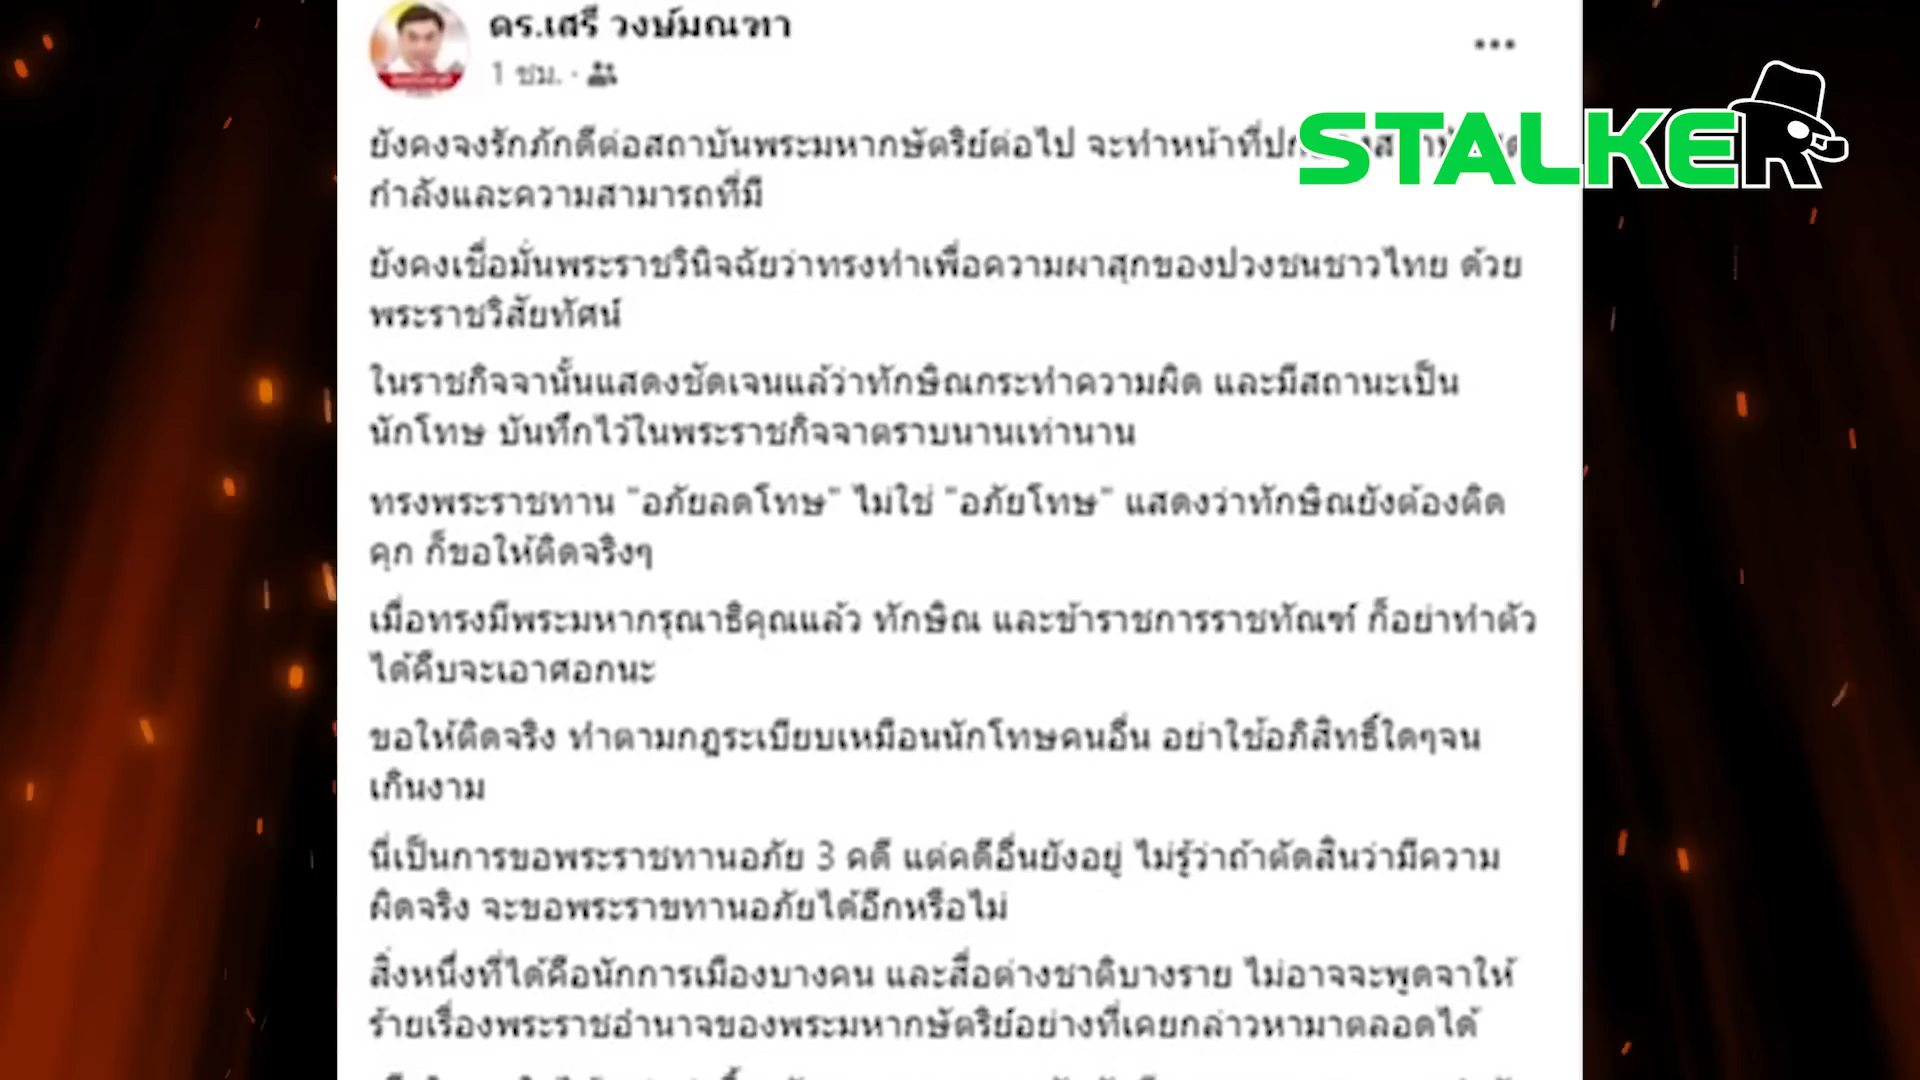 ดร.เสรี วงษ์มณฑา
1 ชม. ·
STALKER
ยังคงจงรักภักดีต่อสถาบันพระมหากษัตริย์ต่อไป จะทำหน้าที่
กำลังและความสามารถที่มี
ยังคงเชื่อมั่นพระราชวินิจฉัยว่าทรงทำเพื่อความผาสุกของปวงชนชาวไทย ด้วย
พระราชวิสัยทัศน์
ในราชกิจจานั้นแสดงชัดเจนแล้ว่าทักษิณกระทำความผิด และมีสถานะเป็น
นักโทษ บันทึกไว้ในพระราชกิจจาตราบนานเท่านาน
ทรงพระราชทาน "อภัยลดโทษ" ไม่ใช่ "อภัยโทษ" แสดงว่าทักษิณยังต้องติด
คุก ก็ขอให้ติดจริงๆ
เมื่อทรงมีพระมหากรุณาธิคุณแล้ว ทักษิณ และข้าราชการราชทัณฑ์ ก็อย่าทำตัว
ได้คืบจะเอาศอกนะ
ขอให้ติดจริง ทำตามกฎระเบียบเหมือนนักโทษคนอื่น อย่าใช้อภิสิทธิ์ใดๆจน
เกินงาม
นี่เป็นการขอพระราชทานอภัย 3 คดี แต่คดีอื่นยังอยู่ ไม่รู้ว่าถ้าตัดสินว่ามีความ
ผิดจริง จะขอพระราชทานอภัยได้อีกหรือไม่
สิ่งหนึ่งที่ได้คือนักการเมืองบางคน และสื่อต่างชาติบางราย ไม่อาจจะพูดจาให้
ร้ายเรื่องพระราชอำนาจของพระมหากษัตริย์อย่างที่เคยกล่าวหามาตลอดได้